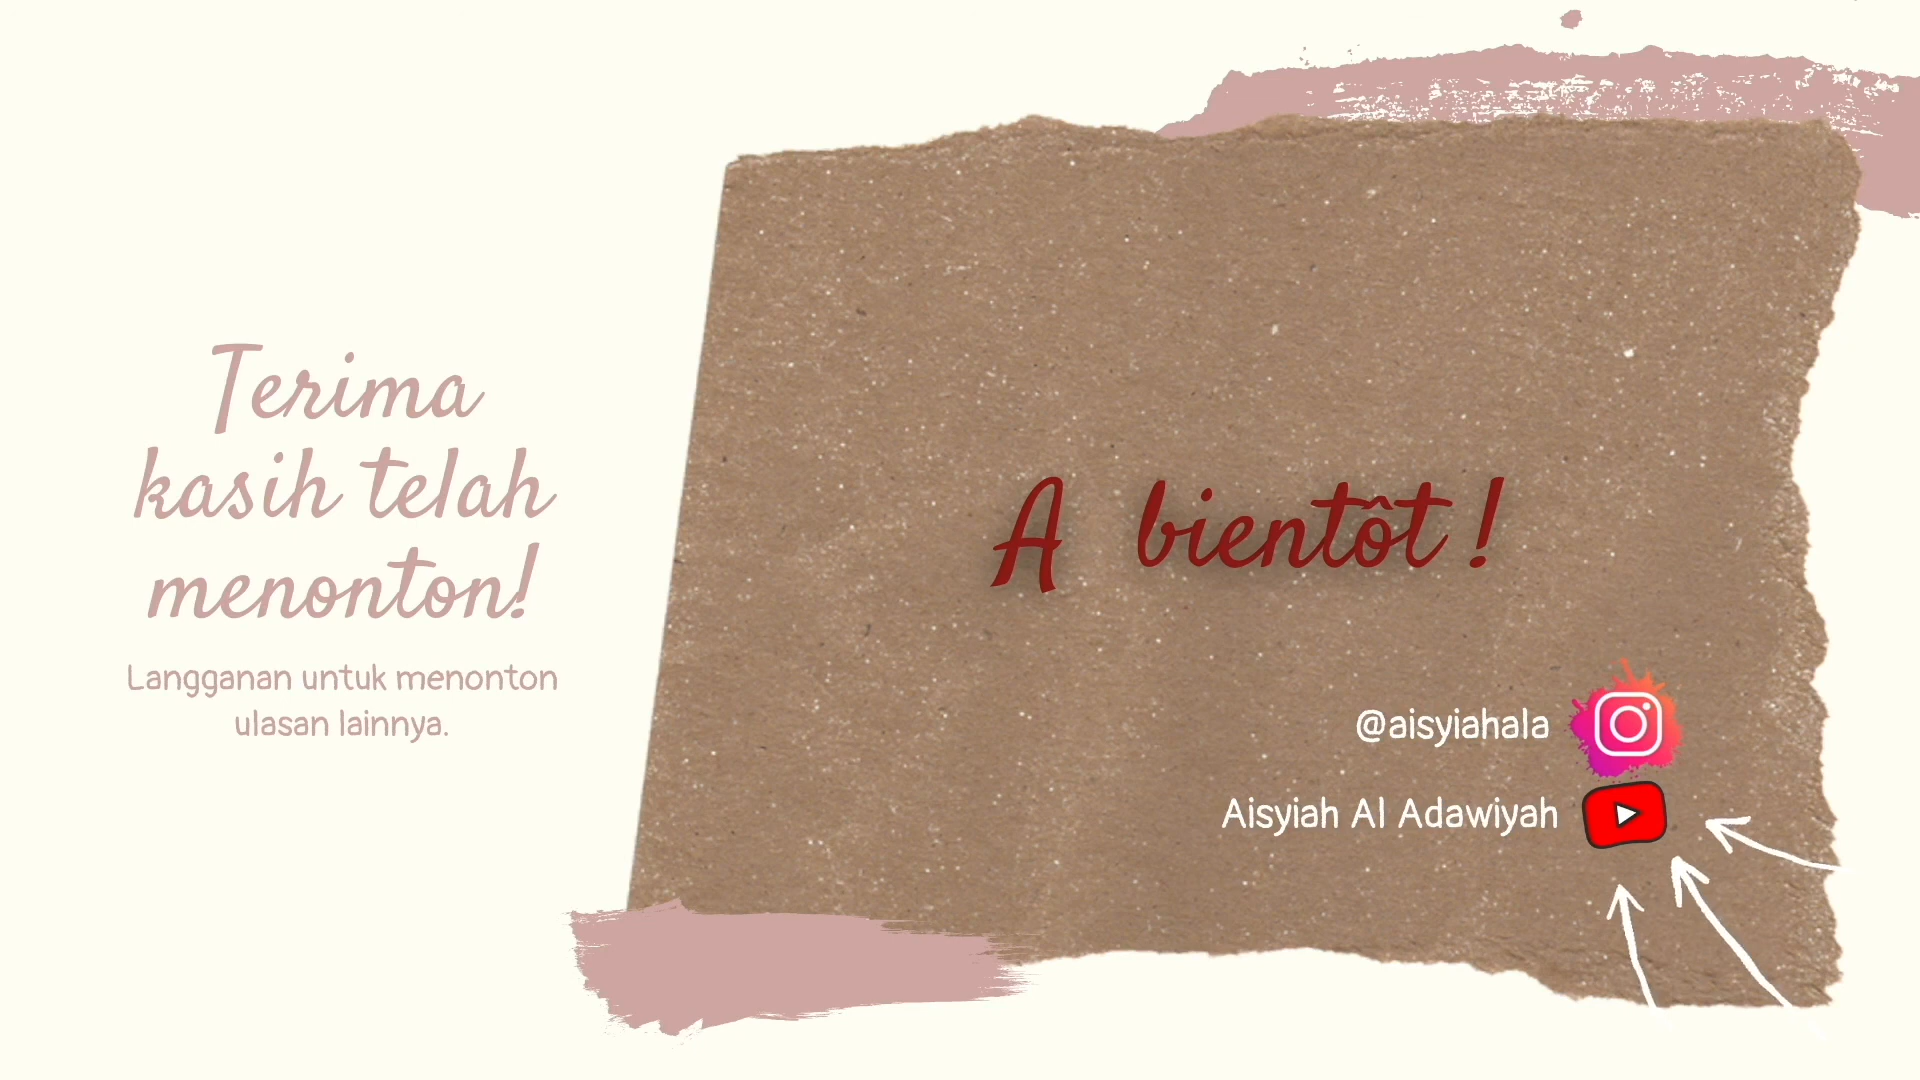 Terima
kasih telah
menonton!
Langganan untuk menonton
ulasan lainnya.
A bientôt !
@aisyiahala
Aisyiah Al Adawiyah